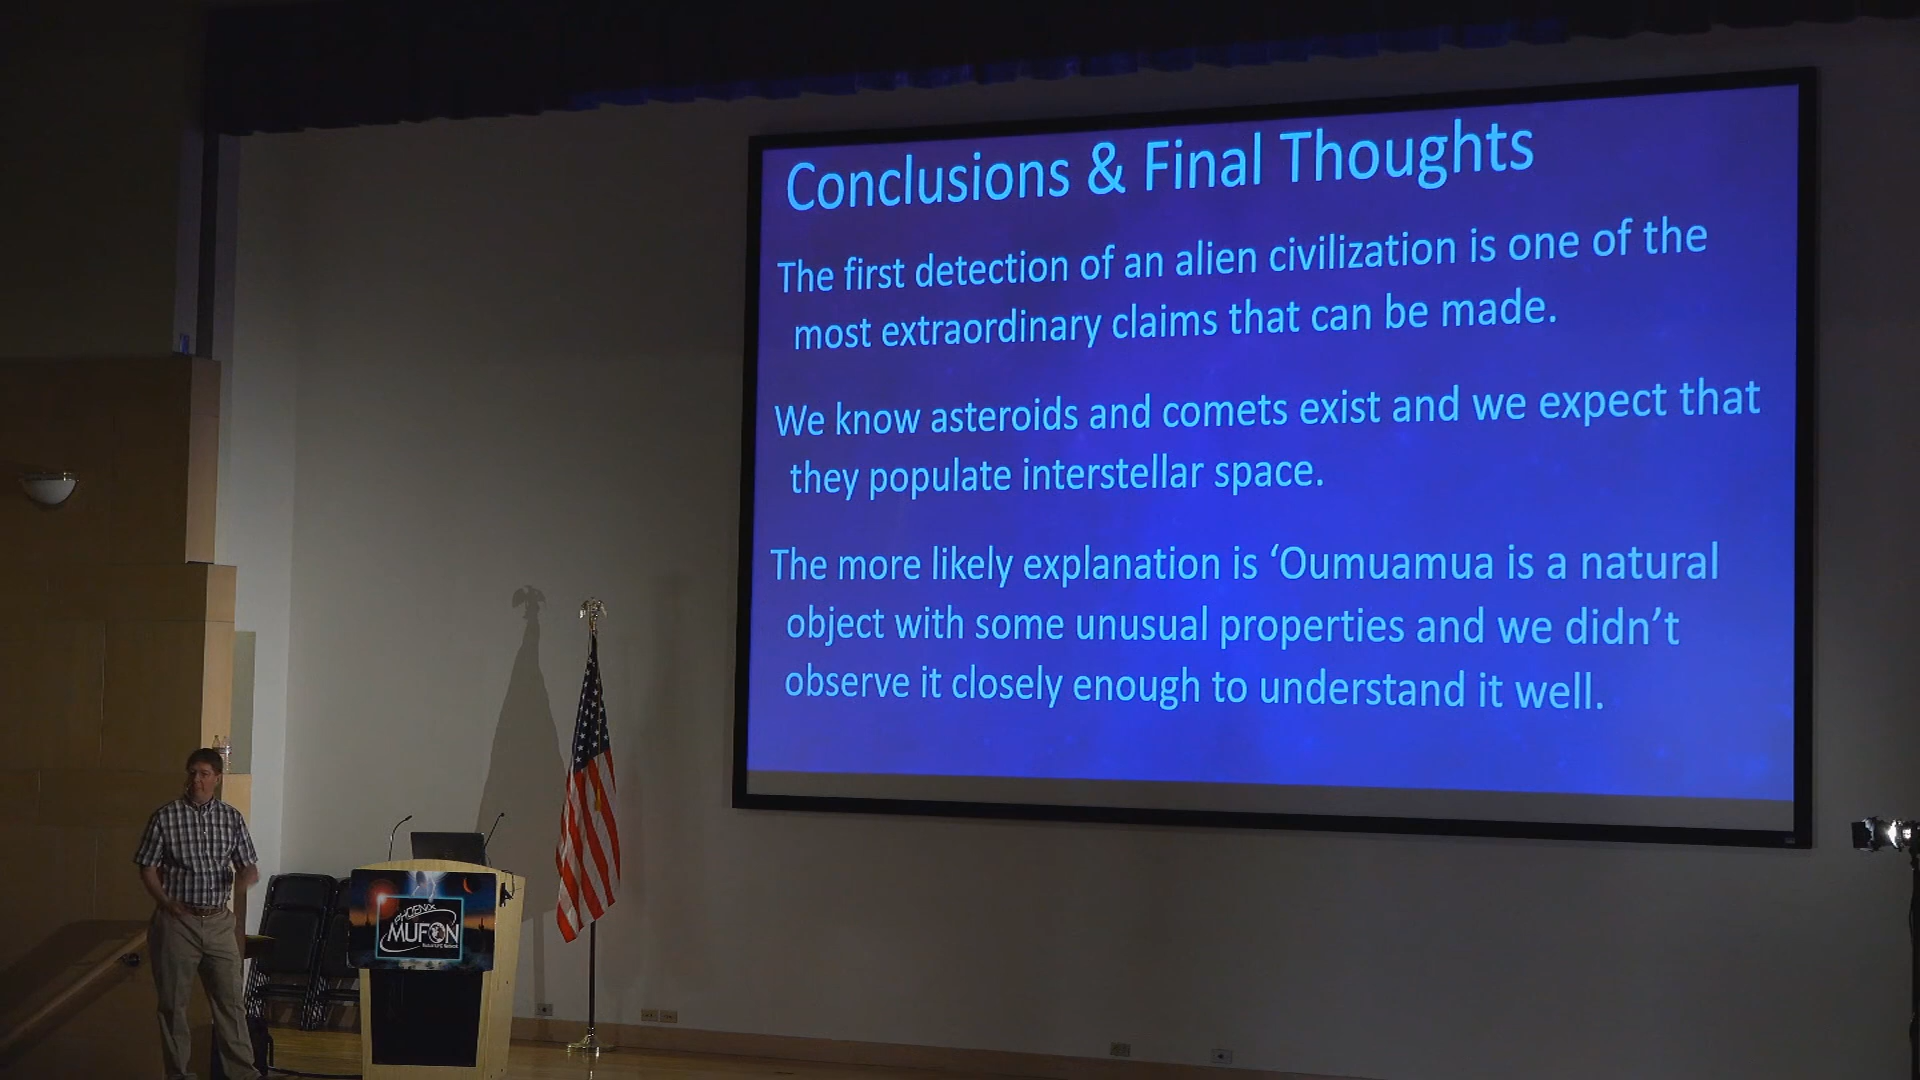 Conclusions & Final Thoughts
The first detection of an alien civilization is one of the
most extraordinary claims that can be made.
We know asteroids and comets exist and we expect that
they populate interstellar space.
The more likely explanation is ‘Oumuamua is a natural
object with some unusual properties and we didn’t
observe it closely enough to understand it well.
PHOENIX
MUFON